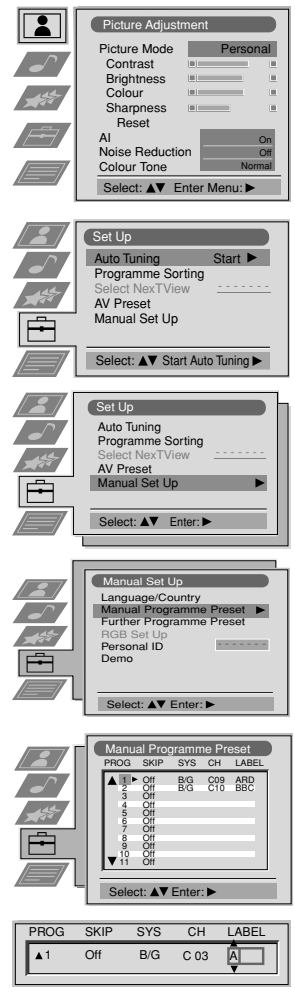 Picture Adjustment
Picture Mode Personal
Contrast
Brightness
Colour
Sharpness
Reset
AI On
Noise Reduction Off
Colour Tone Normal
Select: ▲▼ Enter Menu: ▶
Set Up
Auto Tuning Start ▶
Programme Sorting
Select NexTView - - - - - - -
AV Preset
Manual Set Up
Select: ▲▼ Start Auto Tuning ▶
Set Up
Auto Tuning
Programme Sorting
Select NexTView - - - - - - -
AV Preset
Manual Set Up ▶
Select: ▲▼ Enter: ▶
Manual Set Up
Language/Country
Manual Programme Preset ▶
Further Programme Preset
RGB Set Up
Personal ID - - - - - - -
Demo
Select: ▲▼ Enter: ▶
Manual Programme Preset
PROG SKIP SYS CH LABEL
▲ 1 ▶ Off B/G C09 ARD
2 Off B/G C10 BBC
3 Off
4 Off
5 Off
6 Off
7 Off
8 Off
9 Off
10 Off
▼ 11 Off
Select: ▲▼ Enter: ▶
PROG SKIP SYS CH LABEL
▲1 Off B/G C 03 A